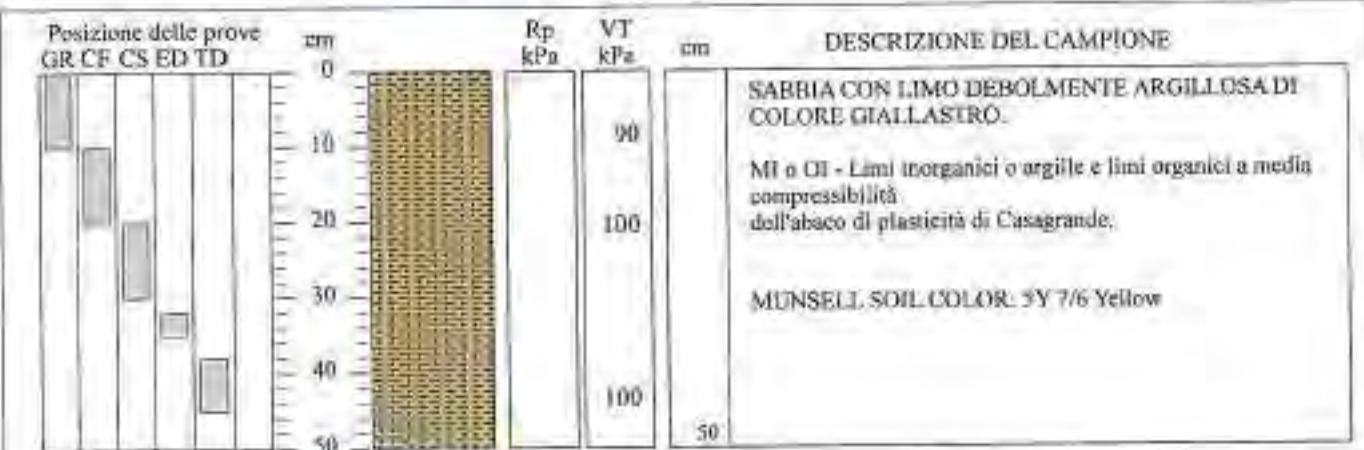 Posizione delle prove
GR CF CS ED TD
cm
Rp
kPa
VT
kPa
cm
DESCRIZIONE DEL CAMPIONE
0
10
20
30
40
50
90
100
100
50
SABBIA CON LIMO DEBOLMENTE ARGILLOSA DI
COLORE GIALLASTRO.
MI o OI - Limi inorganici o argille e limi organici a media
compressibilità
dell'abaco di plasticità di Casagrande.
MUNSELL SOIL COLOR: 5Y 7/6 Yellow